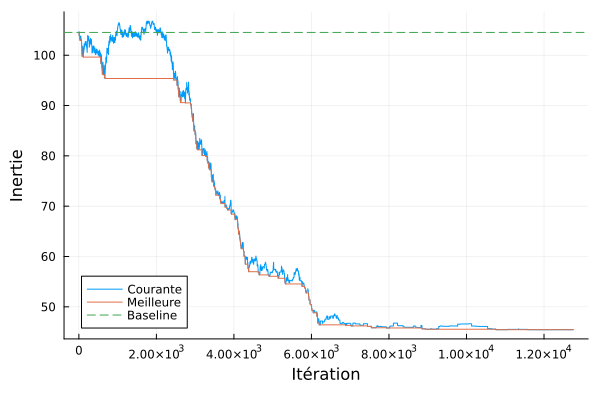 Inertie
100
90
80
70
60
50
Courante
Meilleure
Baseline
0 2.00×10³ 4.00×10³ 6.00×10³ 8.00×10³ 1.00×10⁴ 1.20×10⁴
Itération